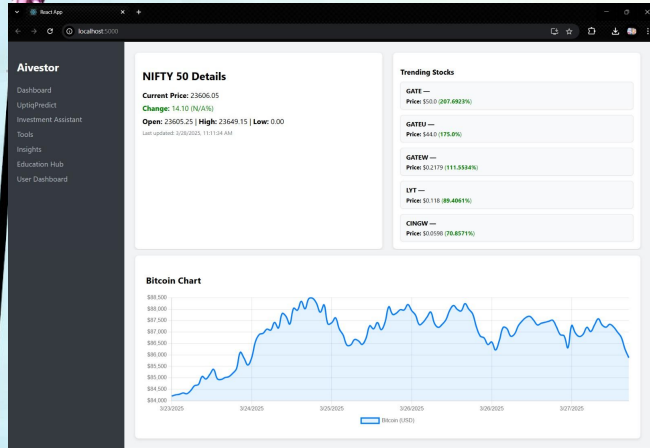 React App
localhost:5000
Aivestor
Dashboard
UptiqPredict
Investment Assistant
Tools
Insights
Education Hub
User Dashboard
NIFTY 50 Details
Current Price: 23606.05
Change: 14.10 (N/A%)
Open: 23605.25 | High: 23649.15 | Low: 0.00
Last updated: 3/28/2025, 11:11:34 AM
Trending Stocks
GATE —
Price: $50.0 (207.6923%)
GATEU —
Price: $44.0 (175.0%)
GATEW —
Price: $0.2179 (111.5534%)
LYT —
Price: $0.118 (89.4061%)
CINGW —
Price: $0.0598 (70.8571%)
Bitcoin Chart
$88,500
$88,000
$87,500
$87,000
$86,500
$86,000
$85,500
$85,000
$84,500
$84,000
3/23/2025
3/24/2025
3/25/2025
3/26/2025
3/26/2025
3/27/2025
Bitcoin (USD)